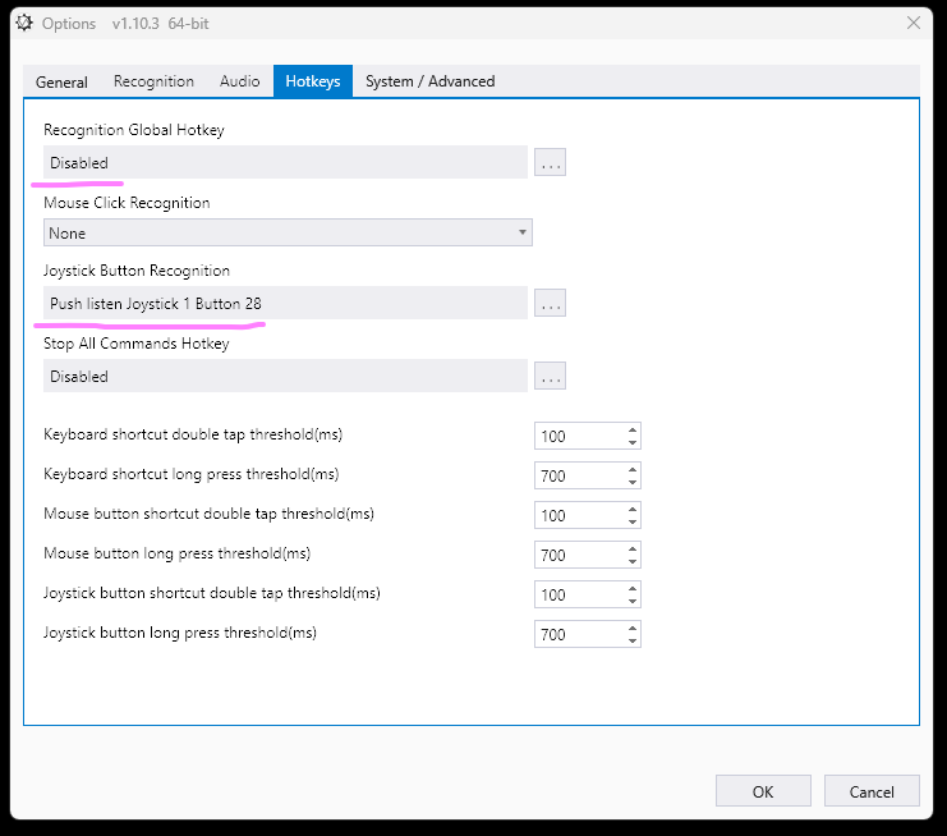 Options v1.10.3 64-bit
General Recognition Audio Hotkeys System / Advanced
Recognition Global Hotkey
Disabled
...
Mouse Click Recognition
None
Joystick Button Recognition
Push listen Joystick 1 Button 28
...
Stop All Commands Hotkey
Disabled
...
Keyboard shortcut double tap threshold(ms) 100
Keyboard shortcut long press threshold(ms) 700
Mouse button shortcut double tap threshold(ms) 100
Mouse button long press threshold(ms) 700
Joystick button shortcut double tap threshold(ms) 100
Joystick button long press threshold(ms) 700
OK Cancel